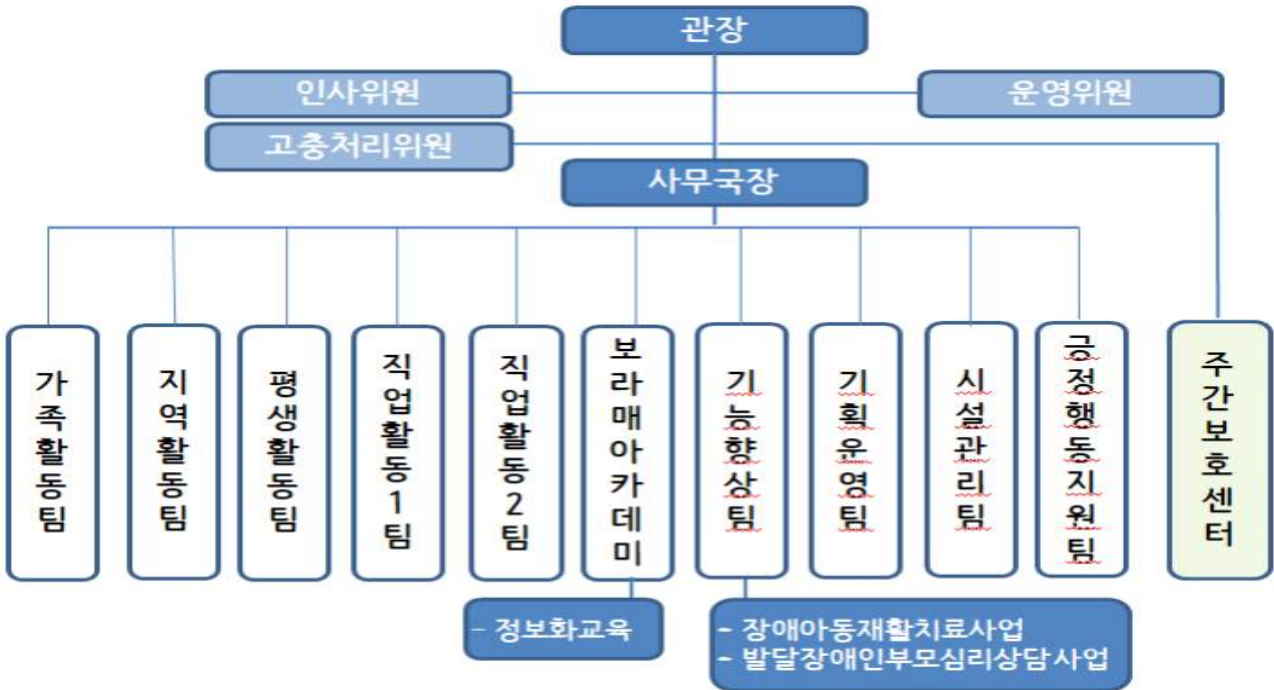 관장
인사위원
운영위원
고충처리위원
사무국장
가족활동팀
지역활동팀
평생활동팀
직업활동1팀
직업활동2팀
보라매아카데미
기능향상팀
기획운영팀
시설관리팀
긍정행동지원팀
주간보호센터
- 정보화교육
- 장애아동재활치료사업
- 발달장애인부모심리상담사업